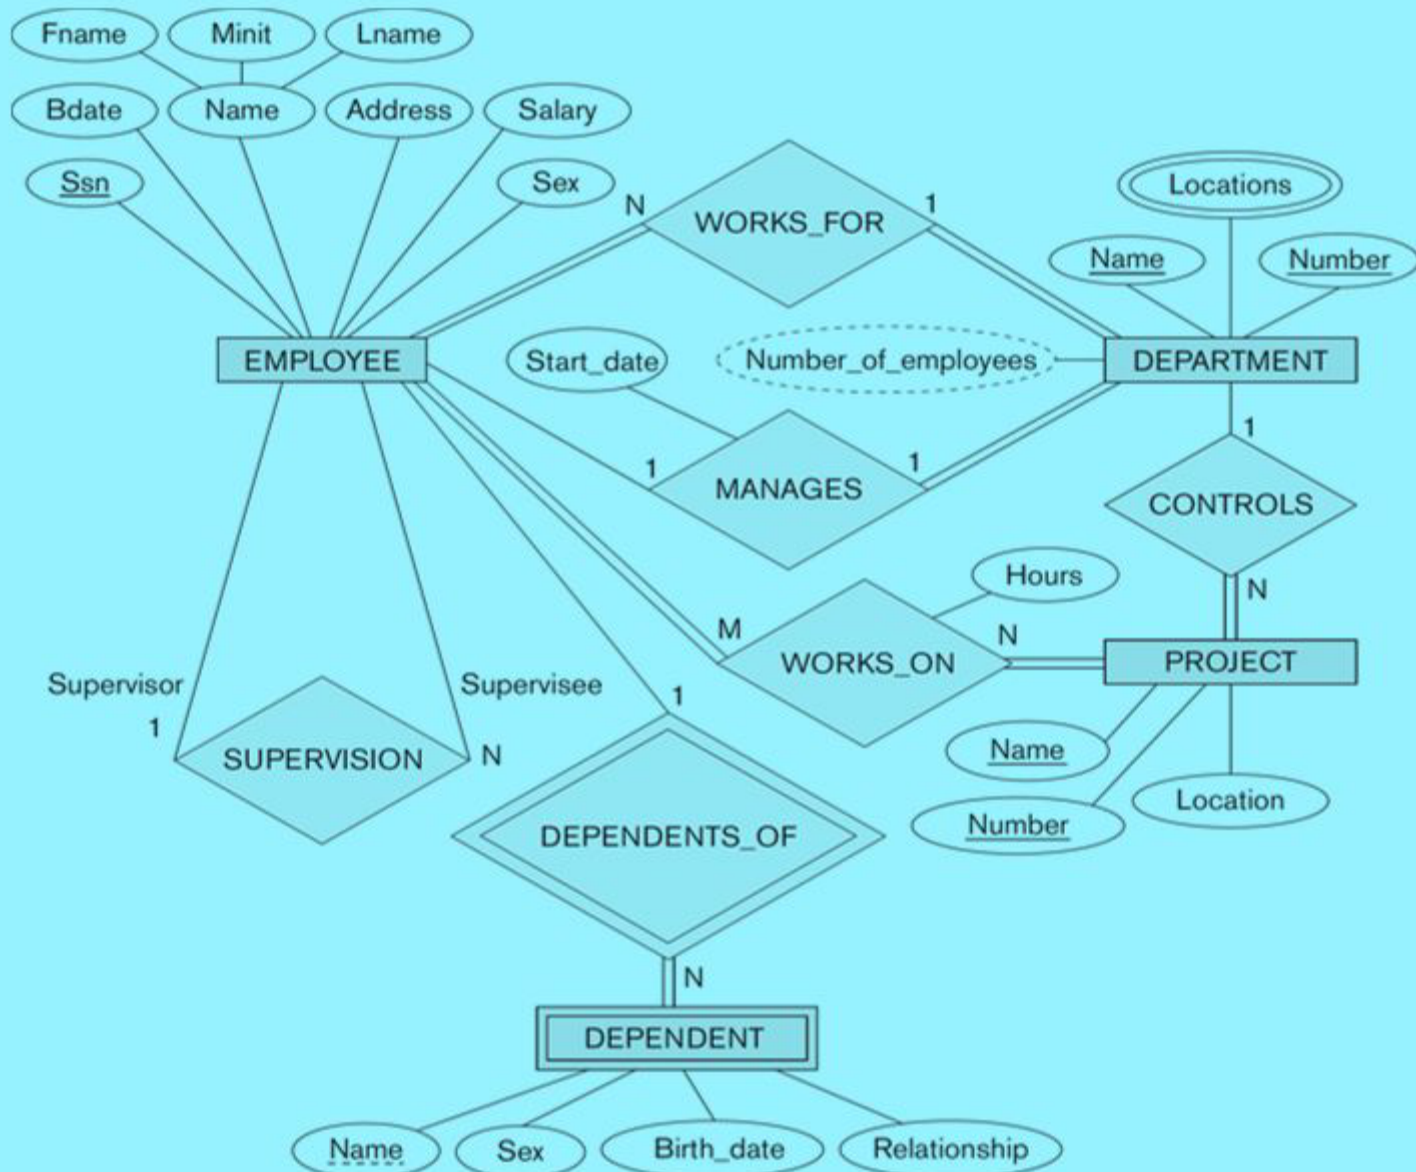 Fname Minit Lname
Bdate Name Address Salary
Ssn Sex
N WORKS_FOR 1
Locations
Name Number
EMPLOYEE Start_date Number_of_employees DEPARTMENT
1 MANAGES 1
1
CONTROLS
N
Hours
M WORKS_ON N
PROJECT
Supervisor Supervisee
1 SUPERVISION N
1
Name
Number
Location
DEPENDENTS_OF
N
DEPENDENT
Name Sex Birth_date Relationship